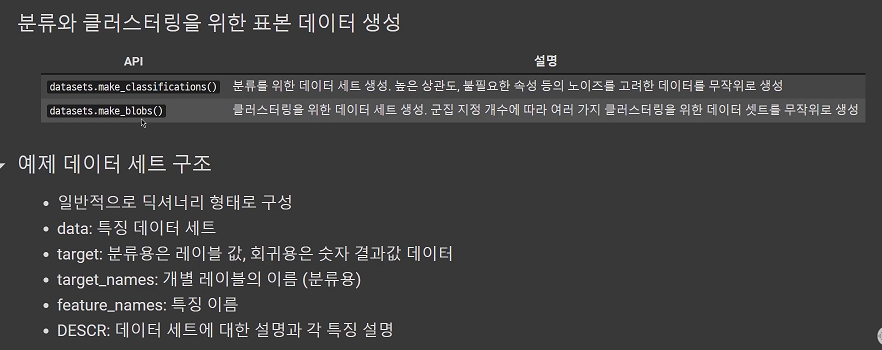 분류와 클러스터링을 위한 표본 데이터 생성
API 설명
datasets.make_classifications() 분류를 위한 데이터 세트 생성. 높은 상관도, 불필요한 속성 등의 노이즈를 고려한 데이터를 무작위로 생성
datasets.make_blobs() 클러스터링을 위한 데이터 세트 생성. 군집 지정 개수에 따라 여러 가지 클러스터링을 위한 데이터 셋트를 무작위로 생성
예제 데이터 세트 구조
• 일반적으로 딕셔너리 형태로 구성
• data: 특징 데이터 세트
• target: 분류용은 레이블 값, 회귀용은 숫자 결과값 데이터
• target_names: 개별 레이블의 이름 (분류용)
• feature_names: 특징 이름
• DESCR: 데이터 세트에 대한 설명과 각 특징 설명